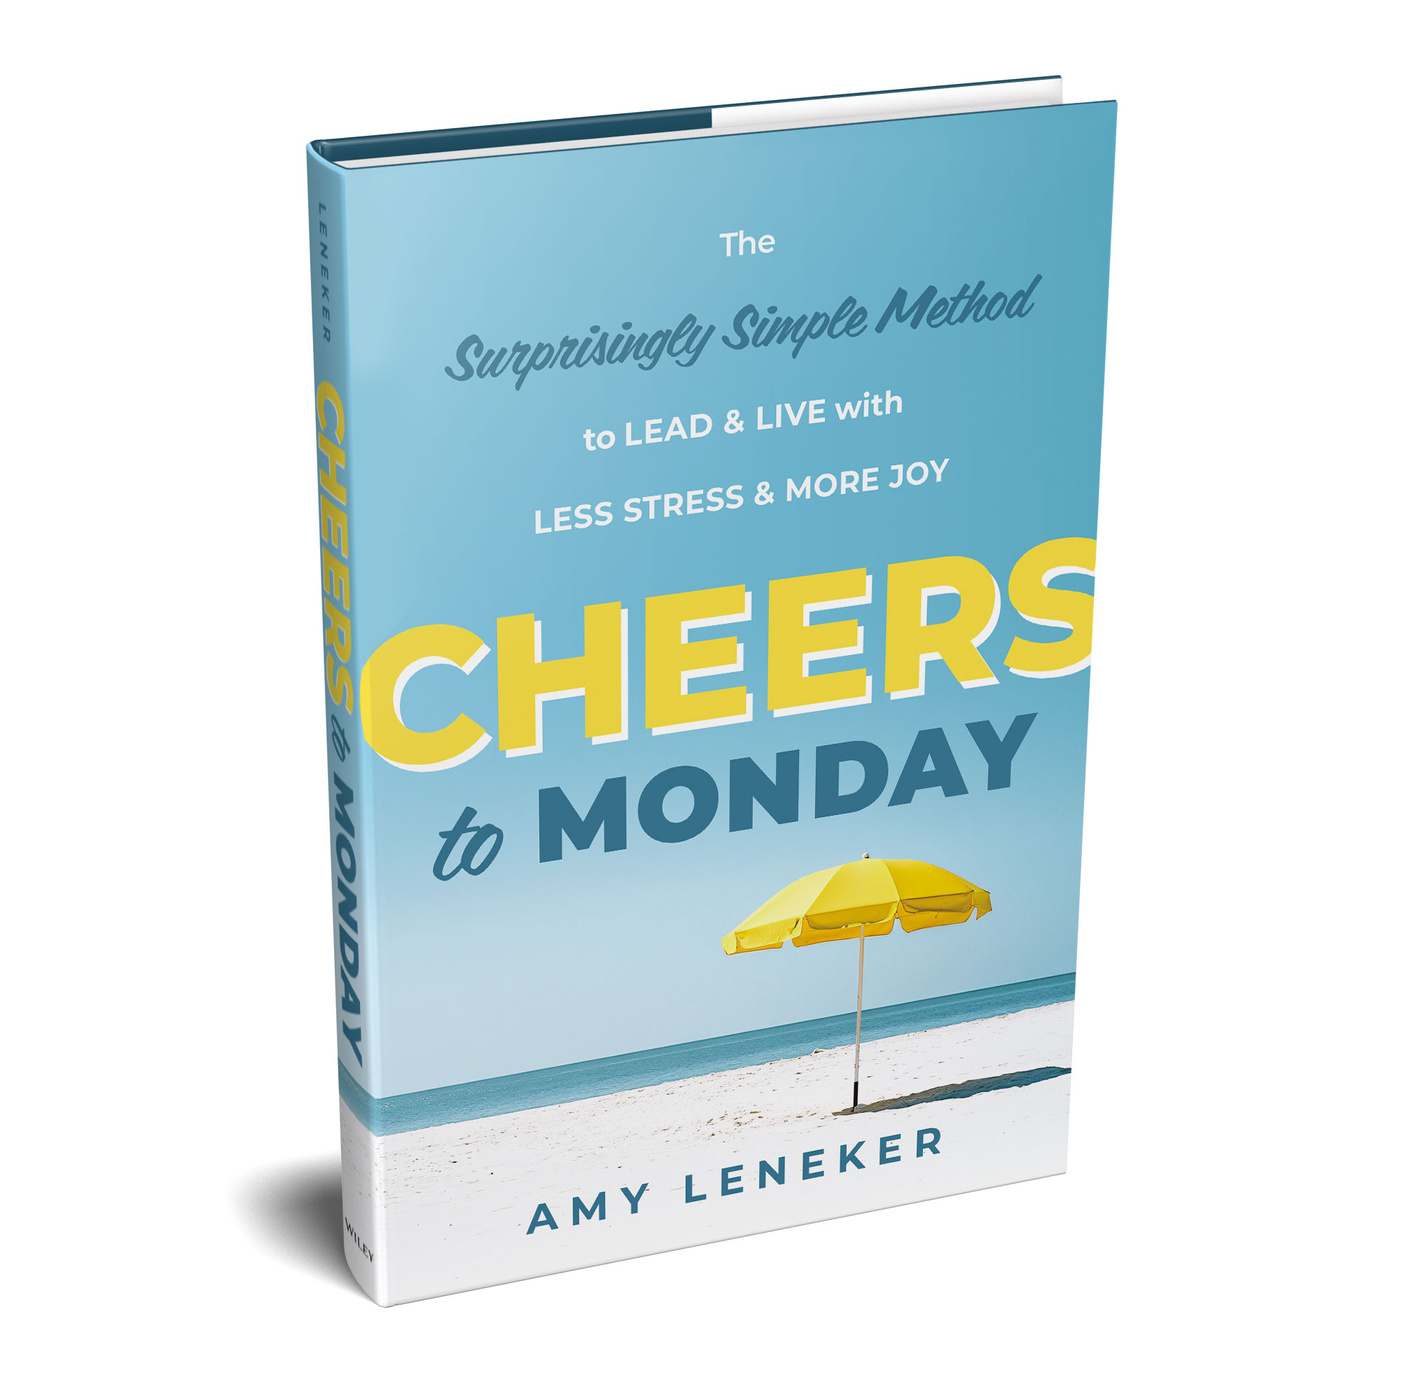 The
Surprisingly Simple Method
to LEAD & LIVE with
LESS STRESS & MORE JOY
CHEERS
to MONDAY
AMY LENEKER
LENEKER
CHEERS to MONDAY
WILEY